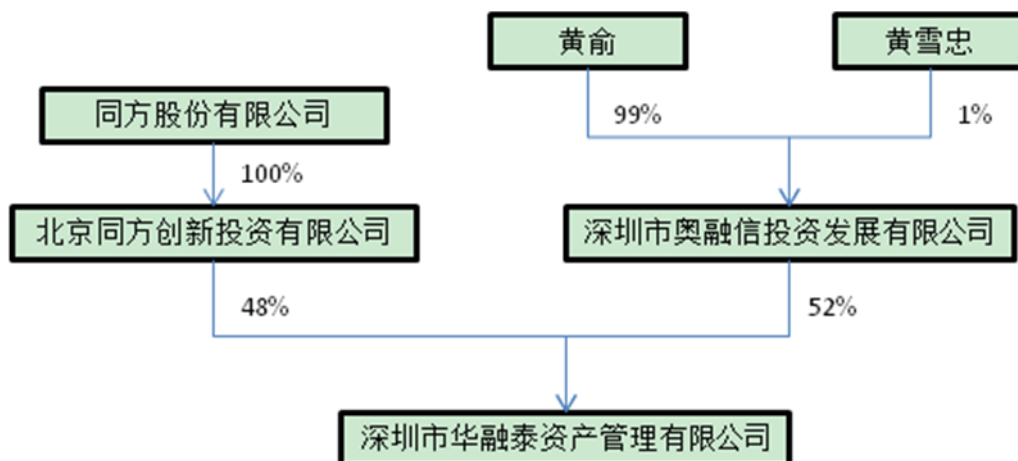 黄俞
黄雪忠
同方股份有限公司
99%
1%
100%
北京同方创新投资有限公司
深圳市奥融信投资发展有限公司
48%
52%
深圳市华融泰资产管理有限公司